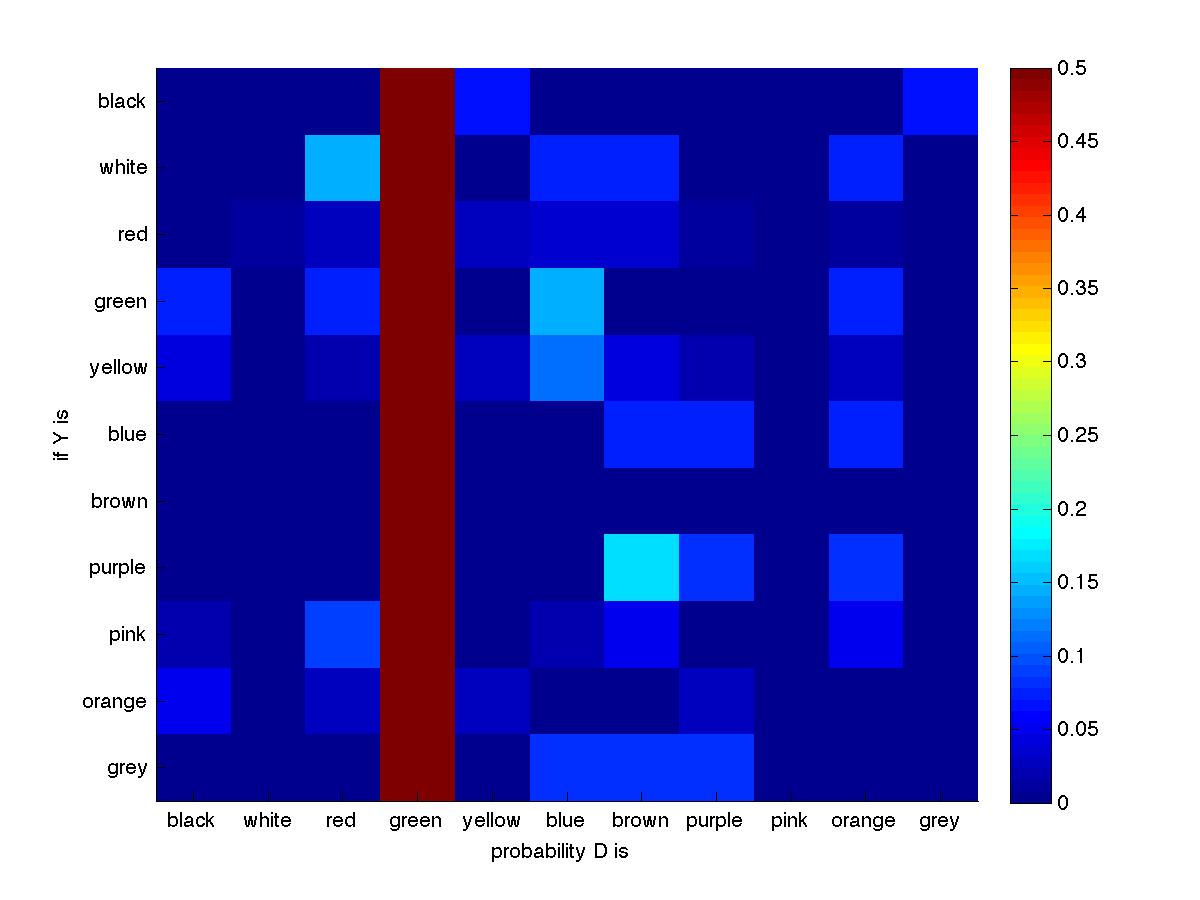 black
white
red
green
yellow
blue
brown
purple
pink
orange
grey
if Y is
black white red green yellow blue brown purple pink orange grey
probability D is
0.5
0.45
0.4
0.35
0.3
0.25
0.2
0.15
0.1
0.05
0